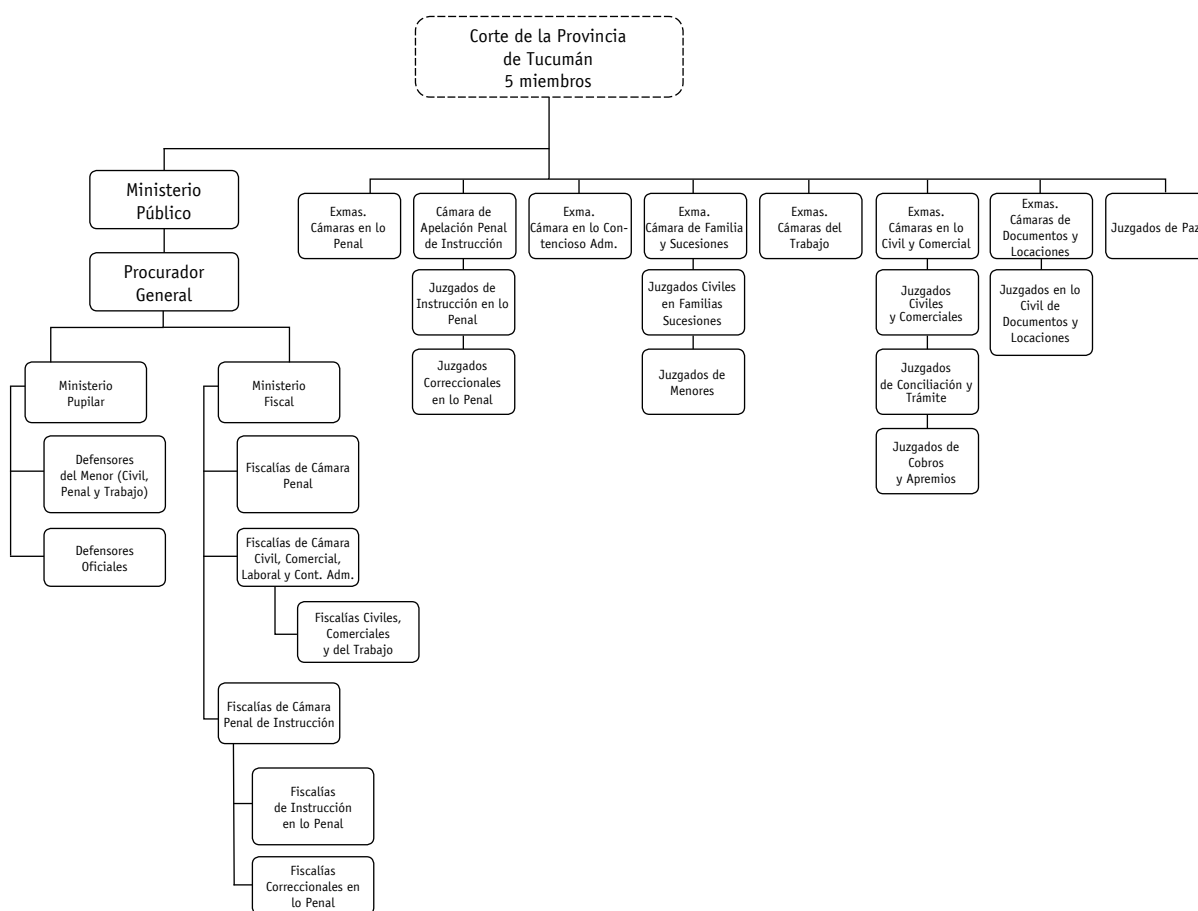 Corte de la Provincia
de Tucumán
5 miembros
Ministerio
Público
Procurador
General
Ministerio
Pupilar
Defensores
del Menor (Civil,
Penal y Trabajo)
Defensores
Oficiales
Ministerio
Fiscal
Fiscalías de Cámara
Penal
Fiscalías de Cámara
Civil, Comercial,
Laboral y Cont. Adm.
Fiscalías Civiles,
Comerciales
y del Trabajo
Fiscalías de Cámara
Penal de Instrucción
Fiscalías
de Instrucción
en lo Penal
Fiscalías
Correccionales en
lo Penal
Exmas.
Cámaras en lo
Penal
Cámara de
Apelación Penal
de Instrucción
Juzgados de
Instrucción en lo
Penal
Juzgados
Correccionales
en lo Penal
Exma.
Cámara en lo Con-
tencioso Adm.
Exma.
Cámara de Familia
y Sucesiones
Juzgados Civiles
en Familias
Sucesiones
Juzgados de
Menores
Exmas.
Cámaras del
Trabajo
Exmas.
Cámaras en lo
Civil y Comercial
Juzgados
Civiles
y Comerciales
Juzgados
de Conciliación y
Trámite
Juzgados de
Cobros
y Apremios
Exmas.
Cámaras de
Documentos y
Locaciones
Juzgados en lo
Civil de
Documentos y
Locaciones
Juzgados de Paz